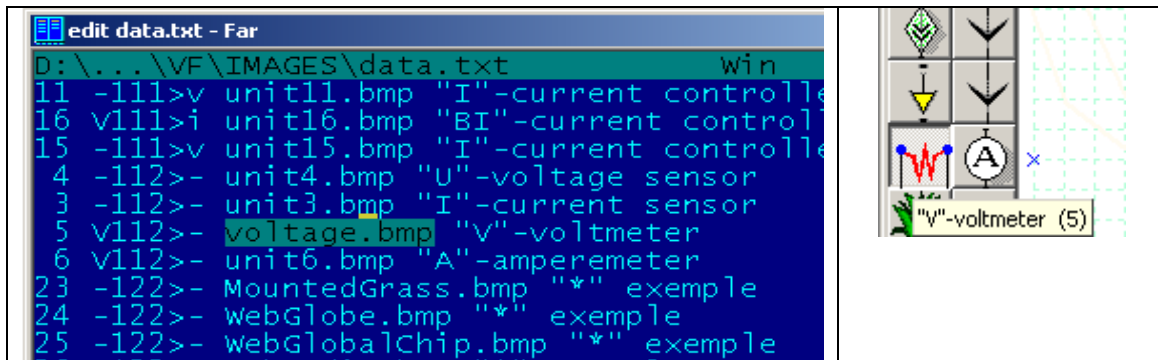 edit data.txt - Far
D:\...\VF\IMAGES\data.txt Win
11 -111>v unit11.bmp "I"-current controlle
16 V111>i unit16.bmp "BI"-current control
15 -111>v unit15.bmp "I"-current controlle
4 -112>- unit4.bmp "U"-voltage sensor
3 -112>- unit3.bmp "I"-current sensor
5 V112>- voltage.bmp "V"-voltmeter
6 V112>- unit6.bmp "A"-amperemeter
23 -122>- MountedGrass.bmp "*" exemple
24 -122>- WebGlobe.bmp "*" exemple
25 -122>- WebGlobalChip.bmp "*" exemple
A
"V"-voltmeter (5)